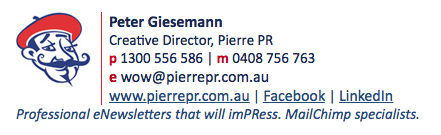 Peter Giesemann
Creative Director, Pierre PR
p 1300 556 586 | m 0408 756 763
e wow@pierrepr.com.au
www.pierrepr.com.au | Facebook | LinkedIn
Professional eNewsletters that will imPRess. MailChimp specialists.